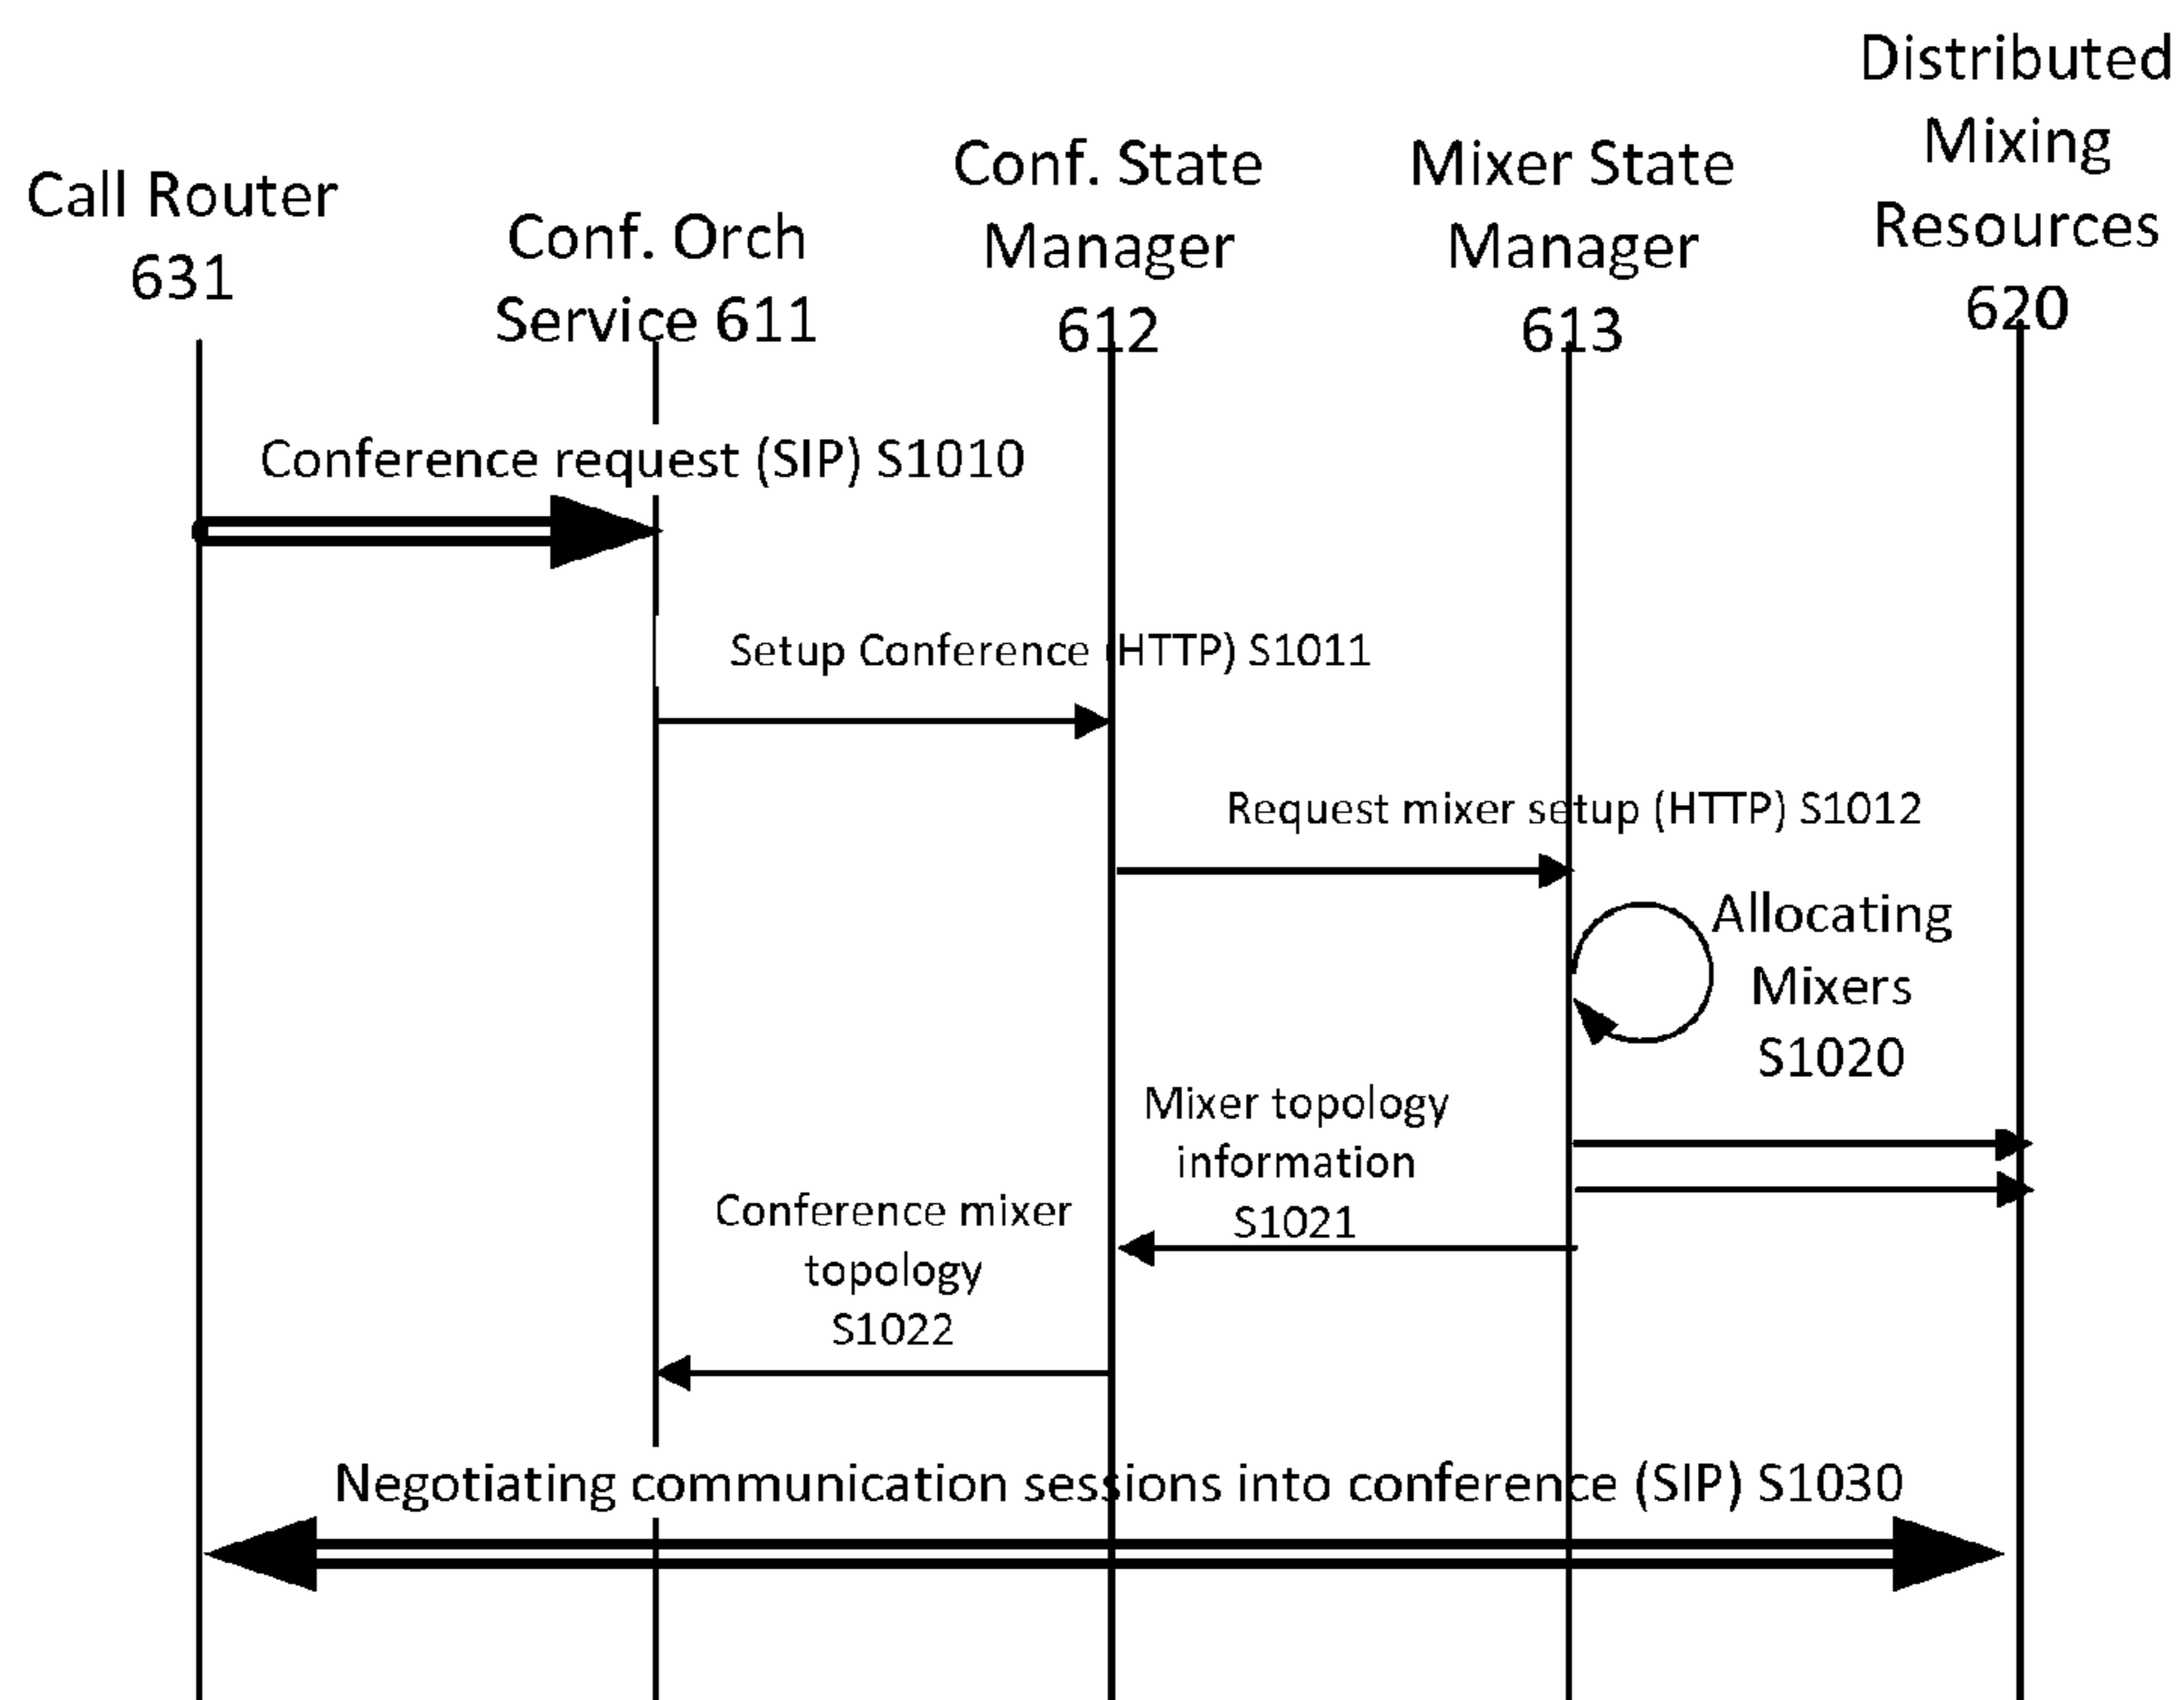 Call Router
631
Conf. Orch
Service 611
Conf. State
Manager
612
Mixer State
Manager
613
Distributed
Mixing
Resources
620
Conference request (SIP) S1010
Setup Conference (HTTP) S1011
Request mixer setup (HTTP) S1012
Allocating
Mixers
S1020
Mixer topology
information
S1021
Conference mixer
topology
S1022
Negotiating communication sessions into conference (SIP) S1030